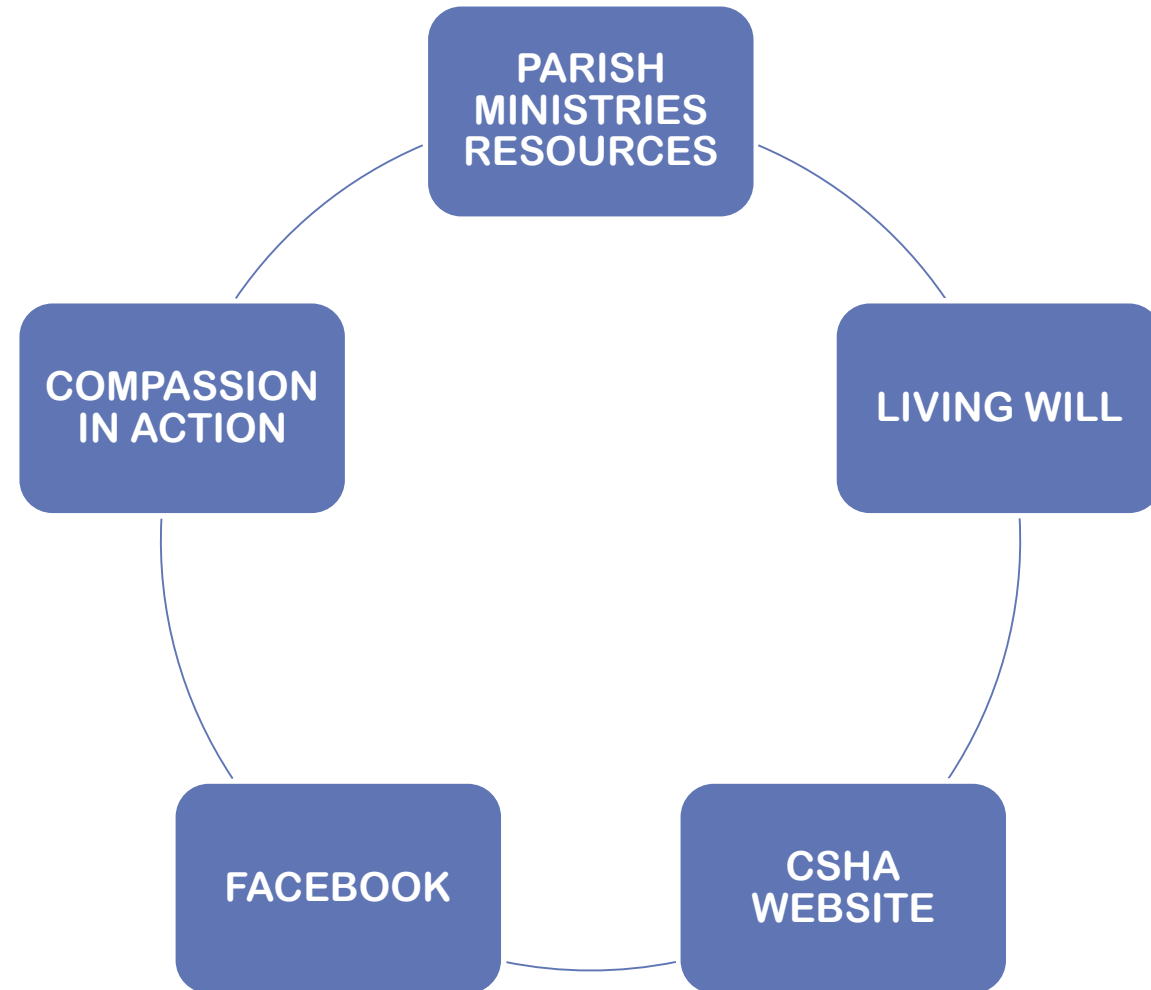 PARISH
MINISTRIES
RESOURCES
LIVING WILL
CSHA
WEBSITE
FACEBOOK
COMPASSION
IN ACTION